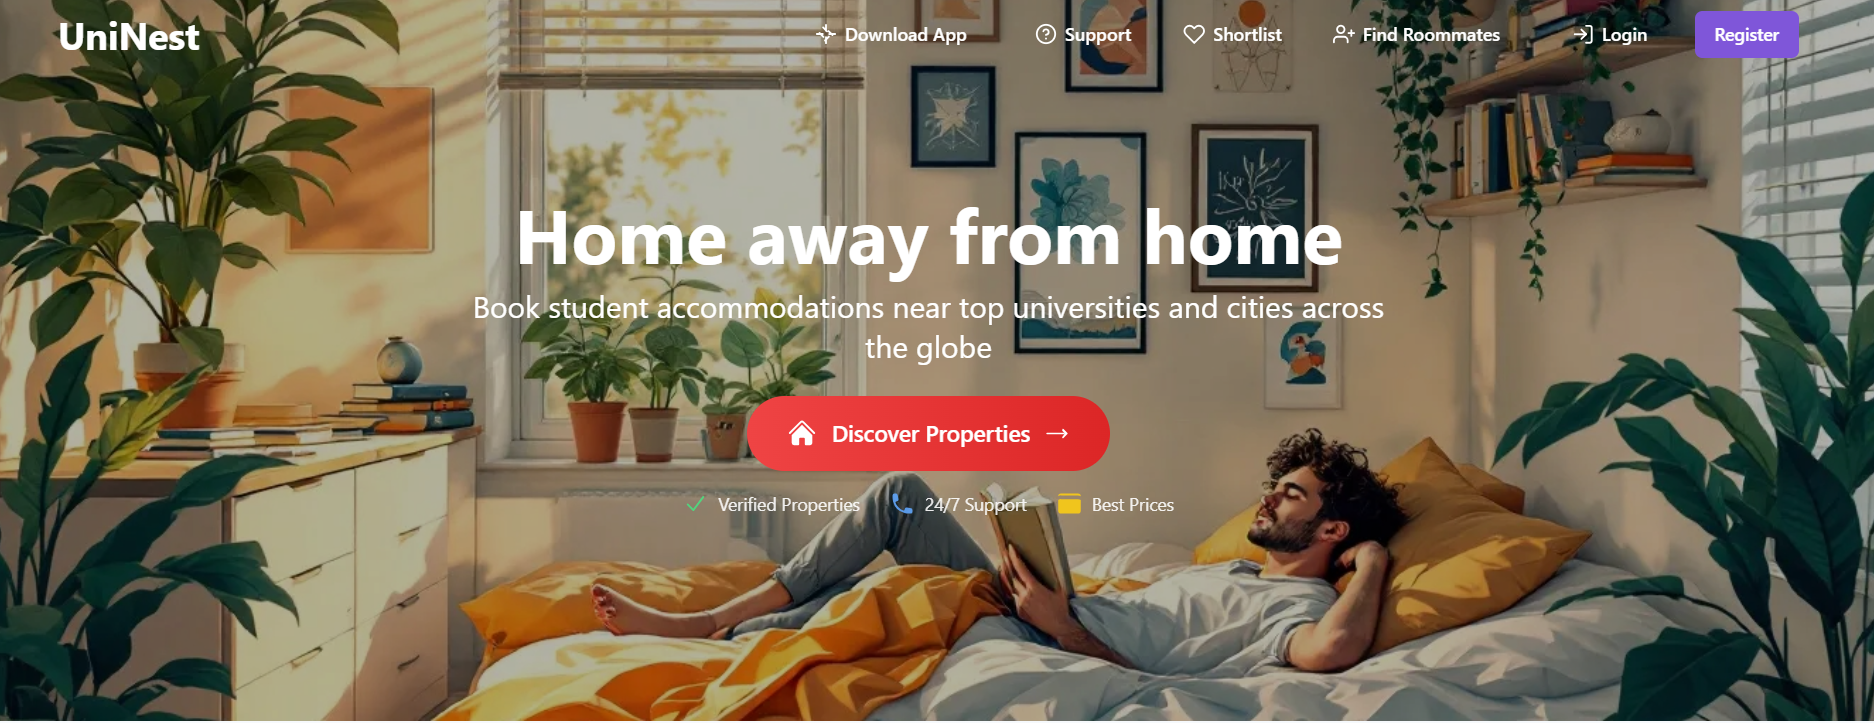 UniNest
Download App
Support
Shortlist
Find Roommates
Login
Register
Home away from home
Book student accommodations near top universities and cities across
the globe
Discover Properties
Verified Properties
24/7 Support
Best Prices